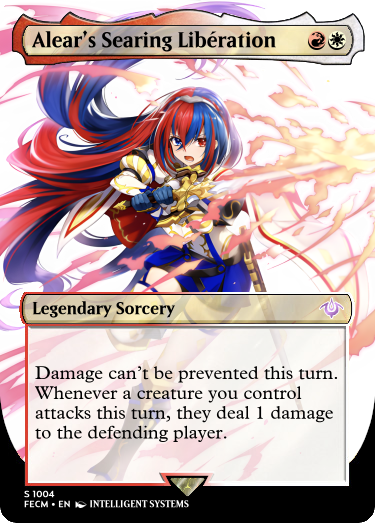 Alear's Searing Libération
Legendary Sorcery
Damage can't be prevented this turn.
Whenever a creature you control
attacks this turn, they deal 1 damage
to the defending player.
S 1004
FECM • EN INTELLIGENT SYSTEMS